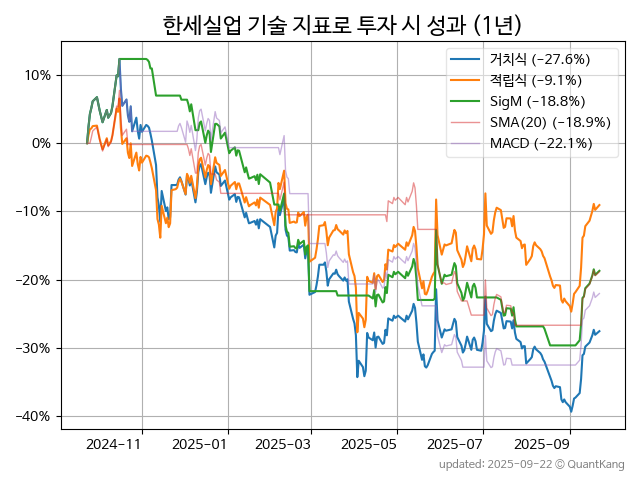 한세실업 기술 지표로 투자 시 성과 (1년)
거치식 (−27.6%)
적립식 (−9.1%)
SigM (−18.8%)
SMA(20) (−18.9%)
MACD (−22.1%)
10%
0%
−10%
−20%
−30%
−40%
2024-11 2025-01 2025-03 2025-05 2025-07 2025-09
updated: 2025-09-22 ⓒ QuantKang